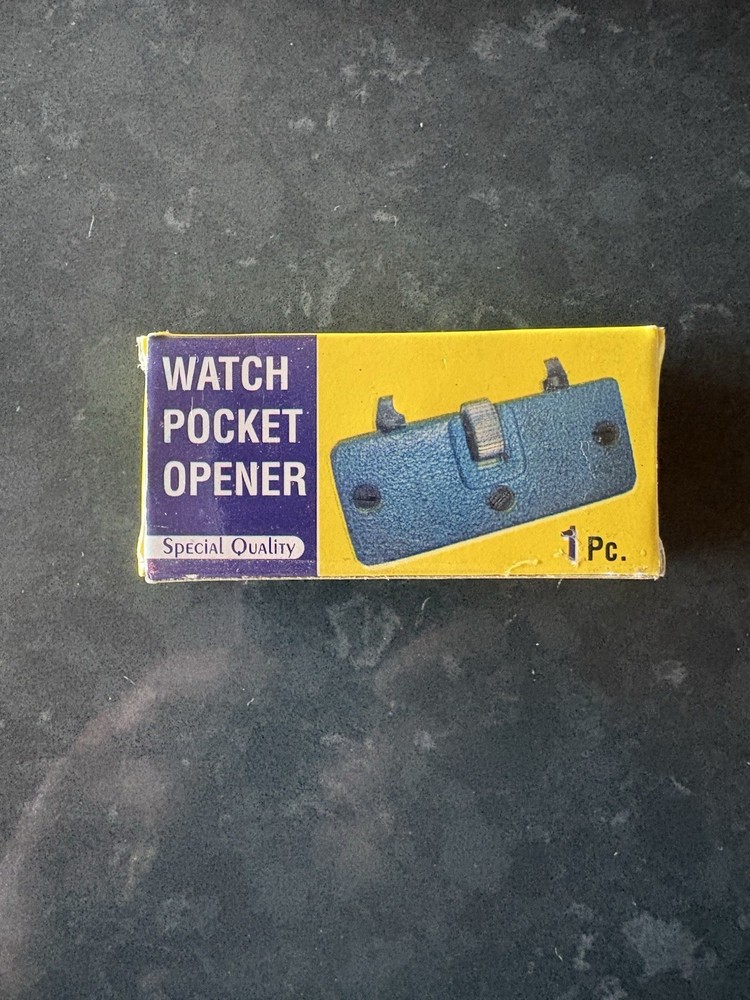 WATCH
POCKET
OPENER
Special Quality
1 Pc.